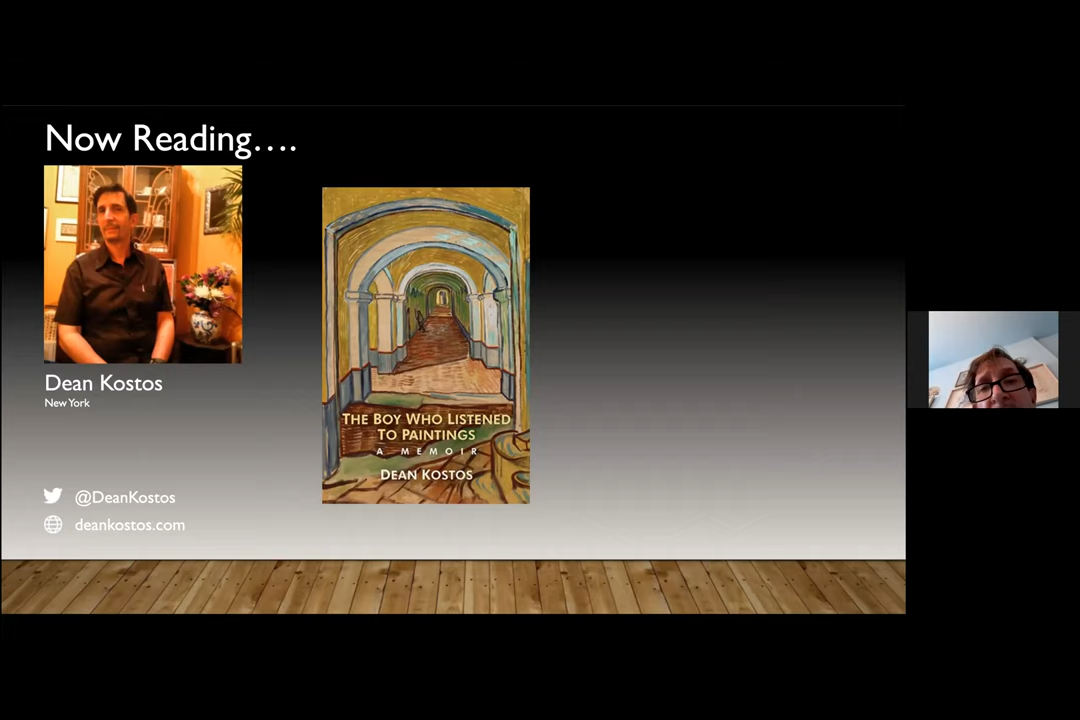 Now Reading....
Dean Kostos
New York
@DeanKostos
deankostos.com
THE BOY WHO LISTENED
TO PAINTINGS
A MEMOIR
DEAN KOSTOS